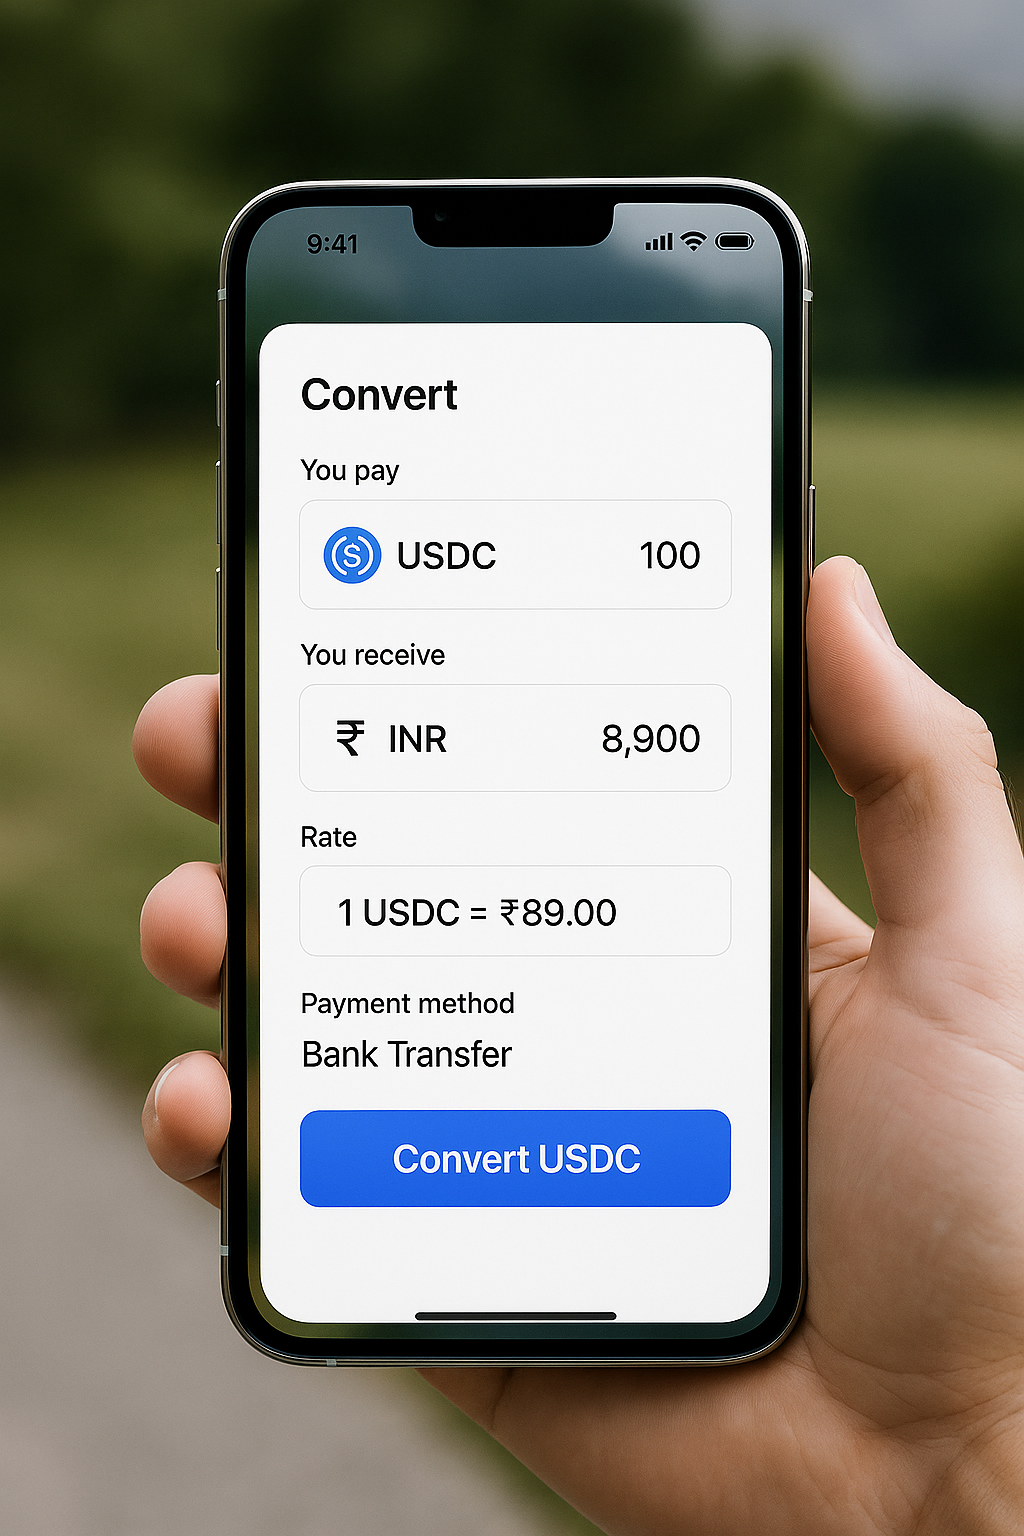 9:41
Convert
You pay
USDC 100
You receive
₹ INR 8,900
Rate
1 USDC = ₹89.00
Payment method
Bank Transfer
Convert USDC